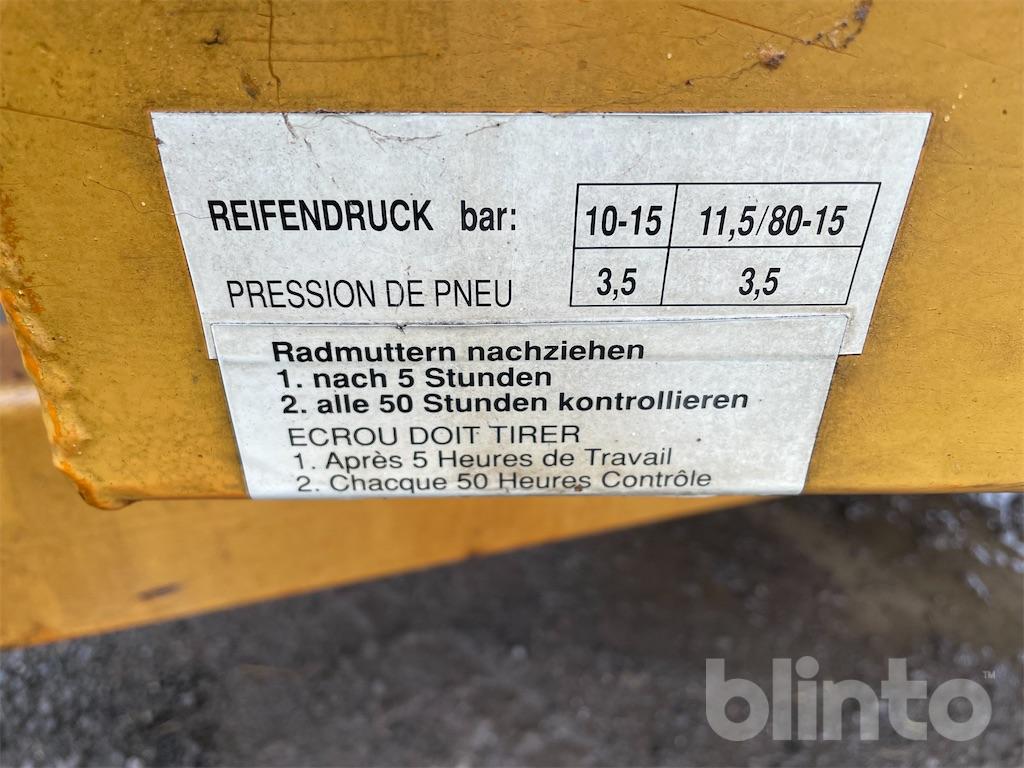 REIFENDRUCK bar: 10-15 11,5/80-15
PRESSION DE PNEU 3,5 3,5
Radmuttern nachziehen
1. nach 5 Stunden
2. alle 50 Stunden kontrollieren
ECROU DOIT TIRER
1. Après 5 Heures de Travail
2. Chacque 50 Heures Contrôle
blinto™